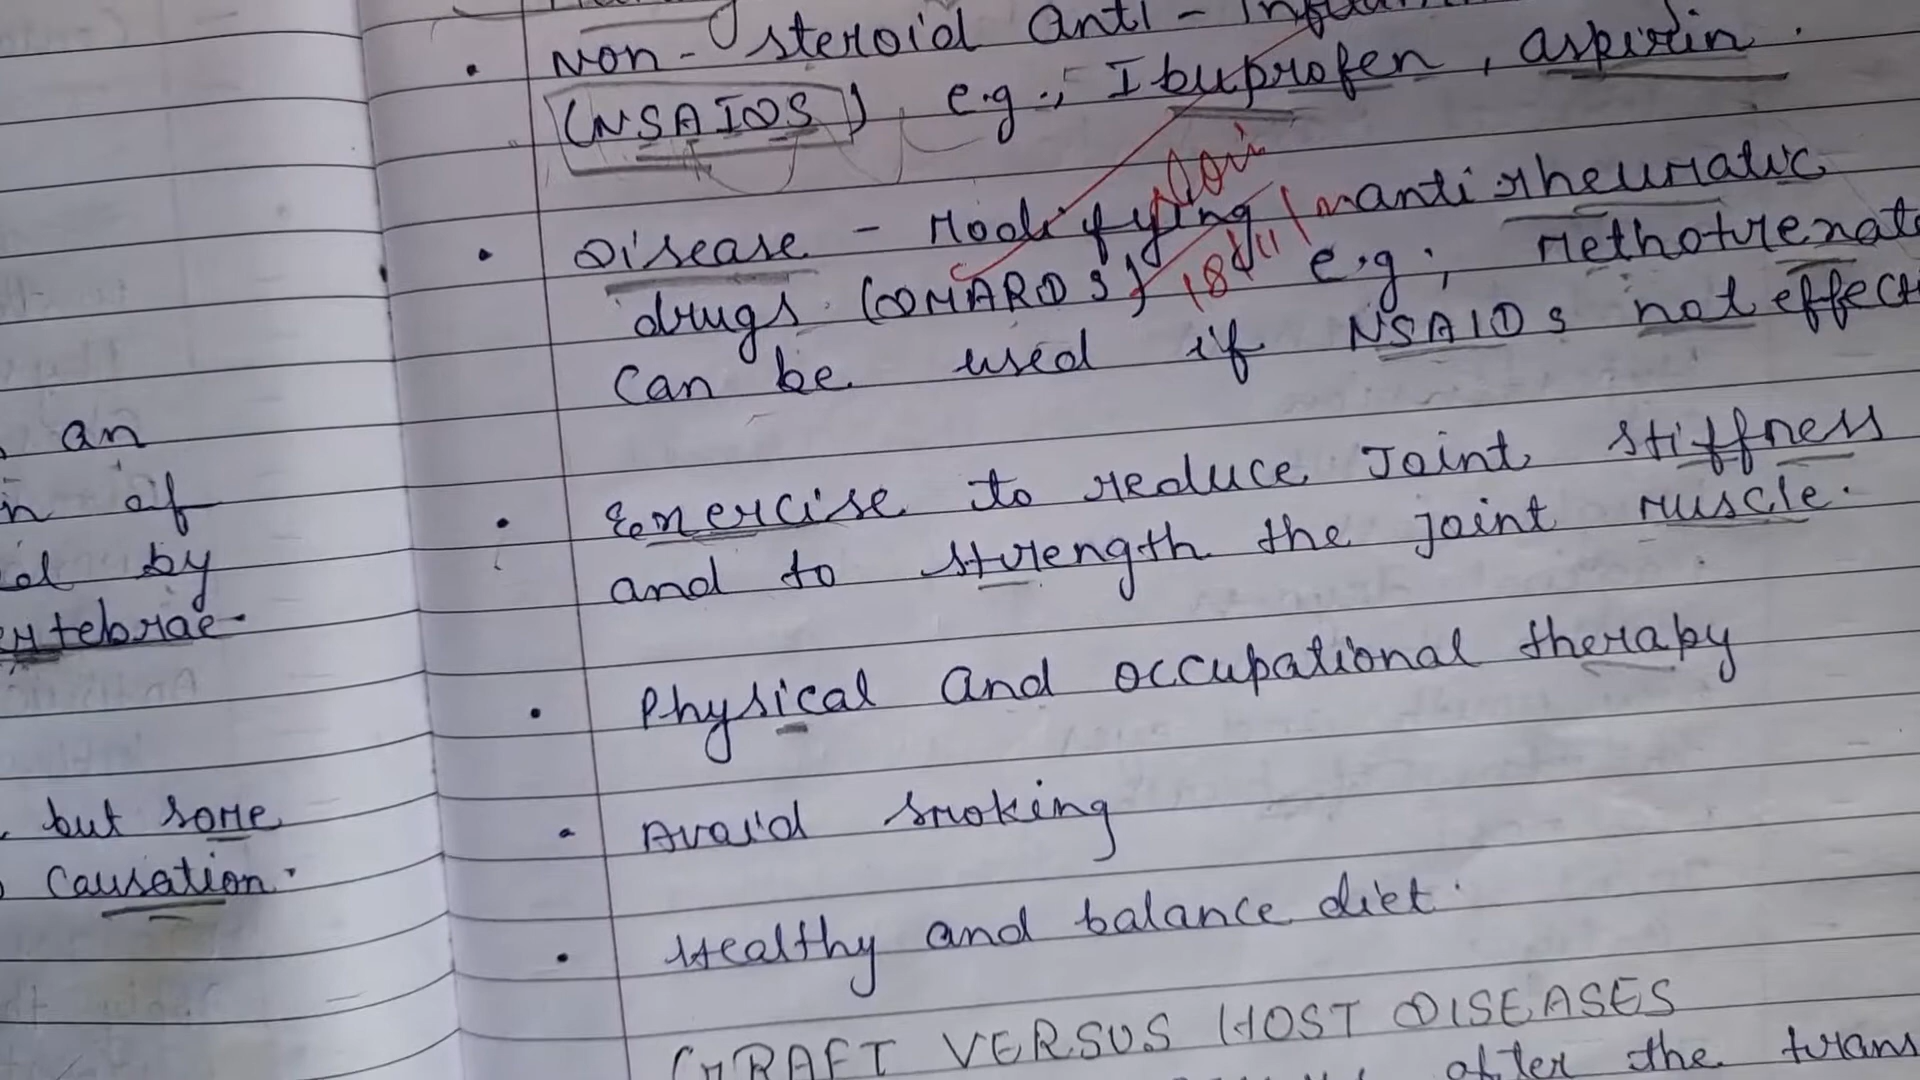 Non-steroid Anti-
(NSAIDS), e.g., Ibuprofen, aspirin.
Disease - Modifying antirheumatic
drugs (DMARDS) 18/11 e.g., Methotrexate
Can be used if NSAIDs not effect
Exercise to reduce Joint stiffness
and to strength the joint muscle.
Physical and occupational therapy
Avoid smoking
Healthy and balance diet.
GRAFT VERSUS HOST DISEASES
after the trans
an
of
by
vertebrae.
but some
causation.